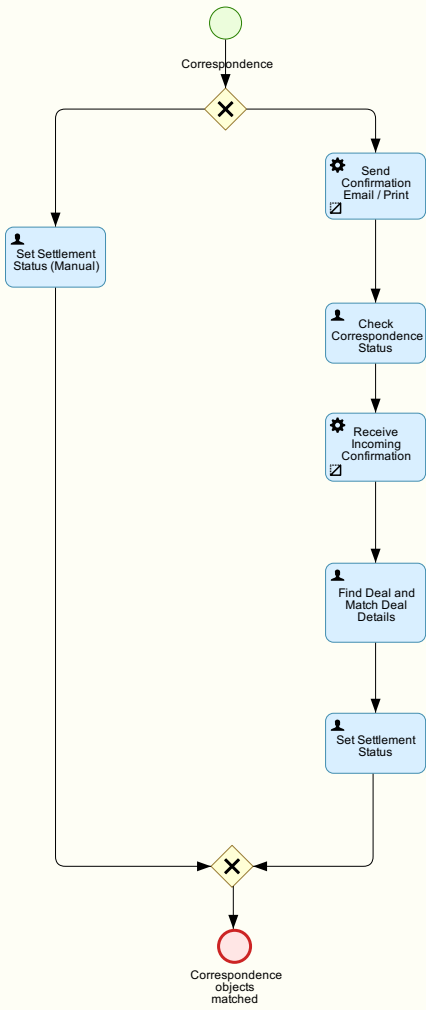 Correspondence
Send
Confirmation
Email / Print
Set Settlement
Status (Manual)
Check
Correspondence
Status
Receive
Incoming
Confirmation
Find Deal and
Match Deal
Details
Set Settlement
Status
Correspondence
objects
matched